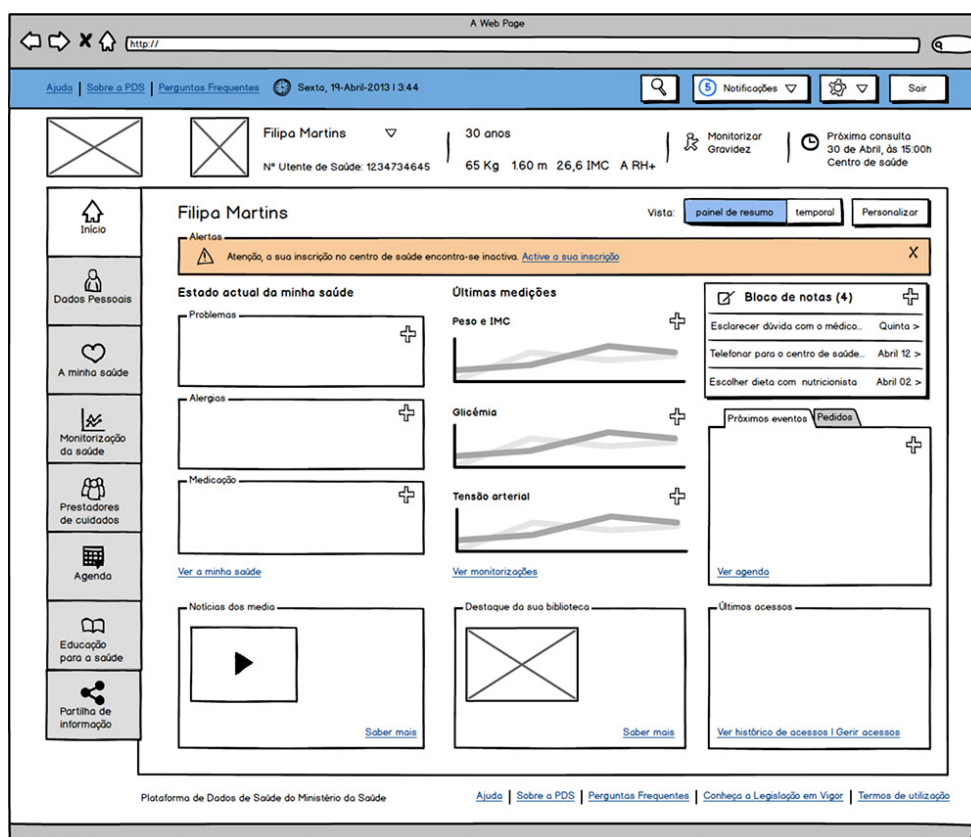 A Web Page
http://
Ajuda | Sobre a PDS | Perguntas Frequentes
Sexta, 19-Abril-2013 | 3:44
5 Notificações
Sair
Filipa Martins
Nº Utente de Saúde: 1234734645
30 anos
65 Kg 1.60 m 26,6 IMC A RH+
Monitorizar
Gravidez
Próxima consulta
30 de Abril, às 15:00h
Centro de saúde
Início
Dados Pessoais
A minha saúde
Monitorização
da saúde
Prestadores
de cuidados
Agenda
Educação
para a saúde
Partilha de
informação
Filipa Martins
Vista: painel de resumo temporal Personalizar
Alertas
Atenção, a sua inscrição no centro de saúde encontra-se inactiva. Active a sua inscrição X
Estado actual da minha saúde
Problemas
Alergias
Medicação
Ver a minha saúde
Últimas medições
Peso e IMC
Glicémia
Tensão arterial
Ver monitorizações
Bloco de notas (4)
Esclarecer dúvida com o médico... Quinta >
Telefonar para o centro de saúde... Abril 12 >
Escolher dieta com nutricionista Abril 02 >
Próximos eventos Pedidos
Ver agenda
Notícias dos media
Saber mais
Destaque da sua biblioteca
Saber mais
Últimos acessos
Ver histórico de acessos | Gerir acessos
Plataforma de Dados de Saúde do Ministério da Saúde
Ajuda | Sobre a PDS | Perguntas Frequentes | Conheça a Legislação em Vigor | Termos de utilização